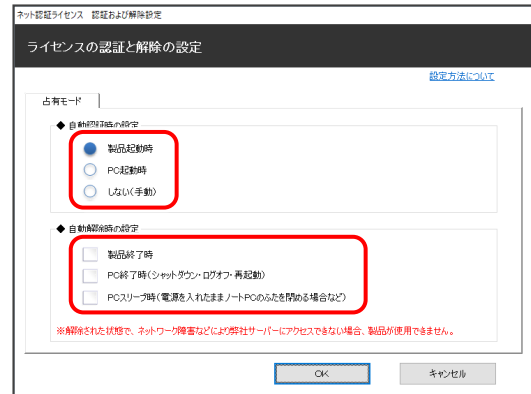 ネット認証ライセンス 認証および解除設定
ライセンスの認証と解除の設定
設定方法について
占有モード
◆ 自動認証時の設定
製品起動時
PC起動時
しない(手動)
◆ 自動解除時の設定
製品終了時
PC終了時(シャットダウン・ログオフ・再起動)
PCスリープ時(電源を入れたままノートPCのふたを閉める場合など)
※解除された状態で、ネットワーク障害などにより弊社サーバーにアクセスできない場合、製品が使用できません。
OK
キャンセル